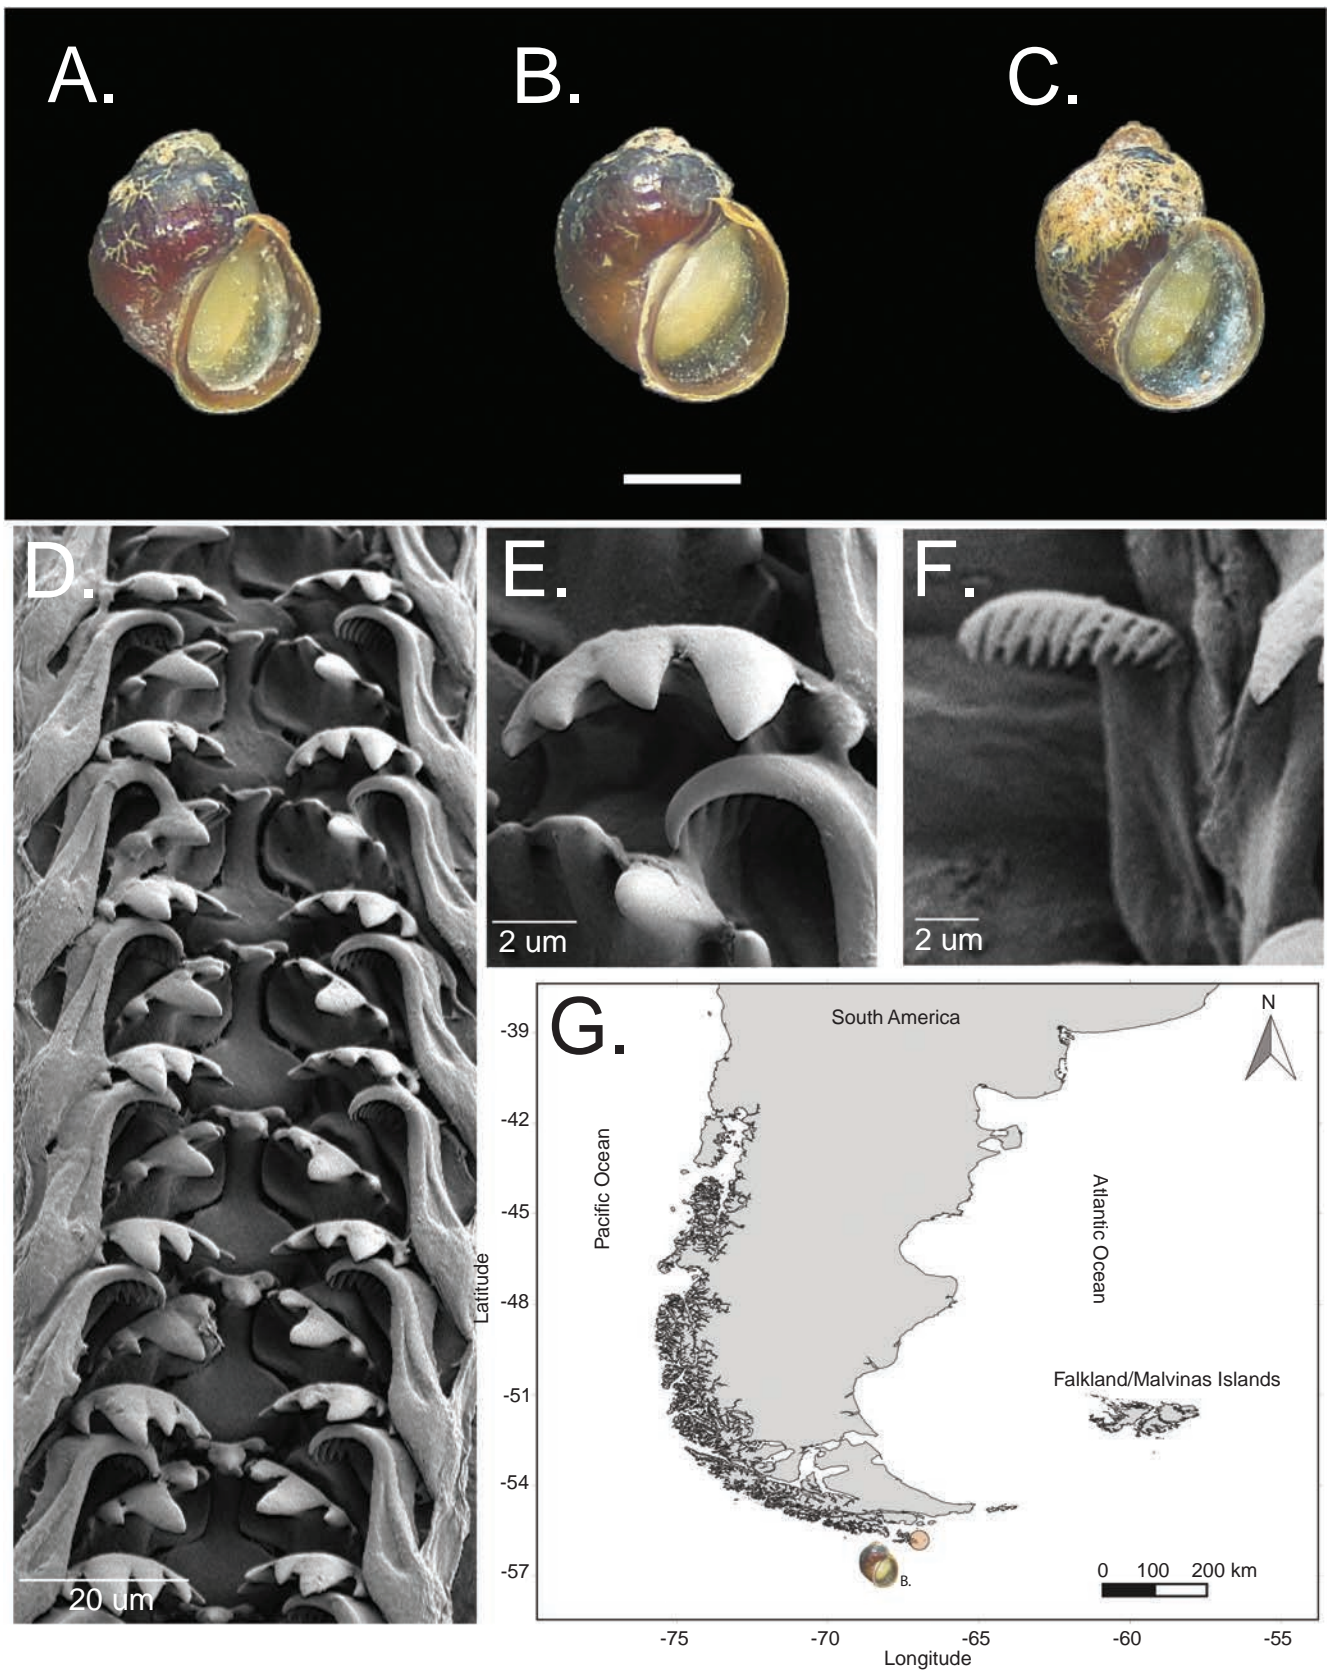 A.
B.
C.
D.
E.
F.
2 um
2 um
20 um
G.
South America
N
Pacific Ocean
Atlantic Ocean
Falkland/Malvinas Islands
B.
0 100 200 km
-39
-42
-45
-48
-51
-54
-57
Latitude
-75 -70 -65 -60 -55
Longitude